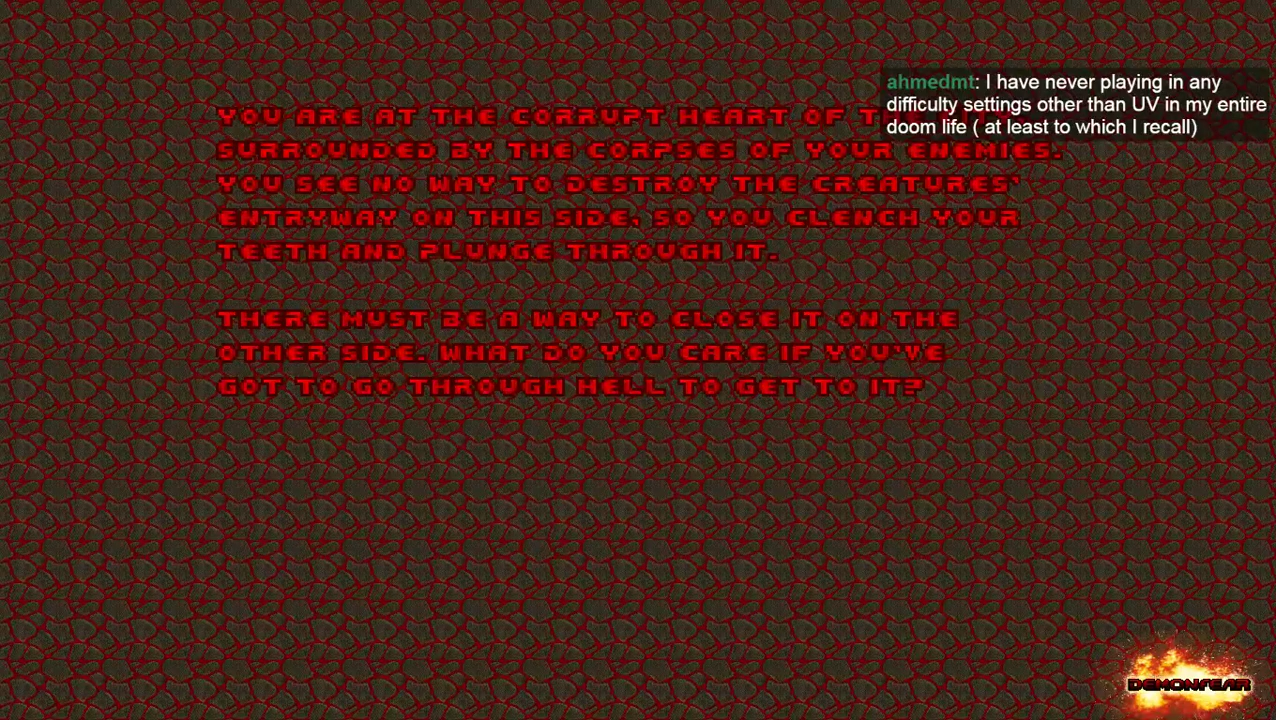 YOU ARE AT THE CORRUPT HEART OF THE
SURROUNDED BY THE CORPSES OF YOUR ENEMIES.
YOU SEE NO WAY TO DESTROY THE CREATURES'
ENTRYWAY ON THIS SIDE, SO YOU CLENCH YOUR
TEETH AND PLUNGE THROUGH IT.
THERE MUST BE A WAY TO CLOSE IT ON THE
OTHER SIDE. WHAT DO YOU CARE IF YOU'VE
GOT TO GO THROUGH HELL TO GET TO IT?
ahmedmt: I have never playing in any
difficulty settings other than UV in my entire
doom life ( at least to which I recall)
DEMONFEAR